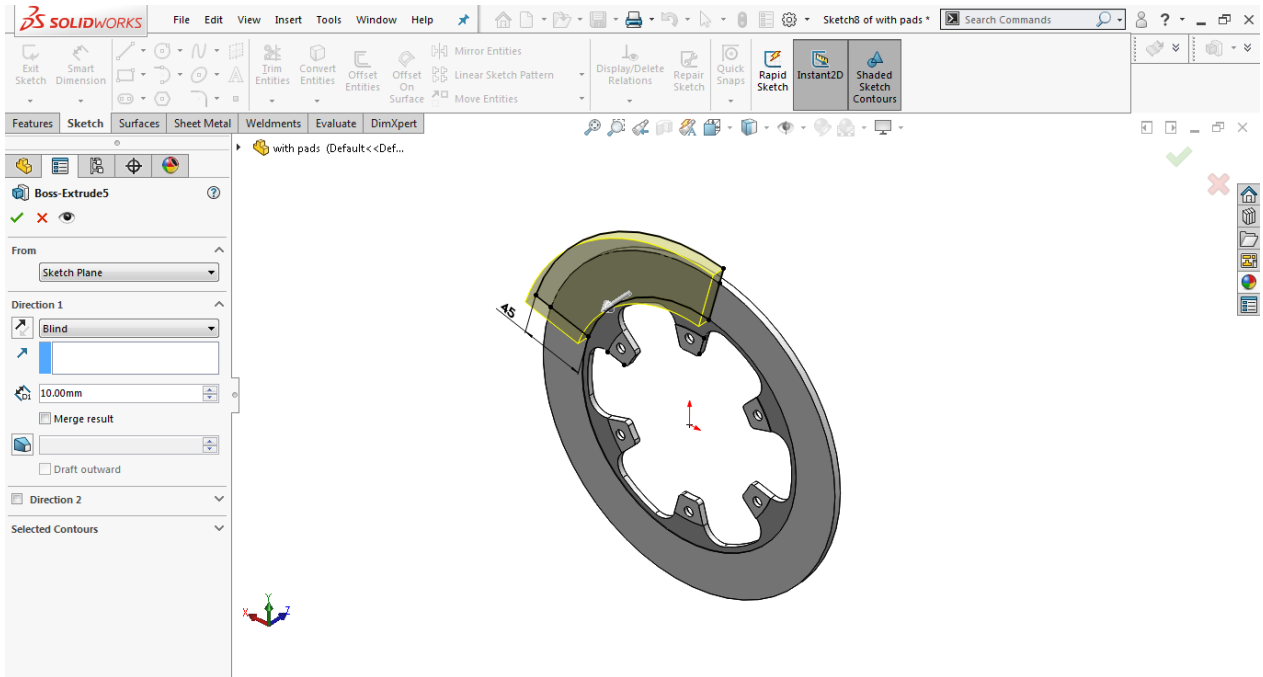 SOLIDWORKS File Edit View Insert Tools Window Help Sketch8 of with pads * Search Commands ?
Exit Sketch Smart Dimension Trim Entities Convert Entities Offset Entities Offset On Surface Mirror Entities Linear Sketch Pattern Move Entities Display/Delete Relations Repair Sketch Quick Snaps Rapid Sketch Instant2D Shaded Sketch Contours
Features Sketch Surfaces Sheet Metal Weldments Evaluate DimXpert
with pads (Default<<Def...
Boss-Extrude5 ?
From
Sketch Plane
Direction 1
Blind
D1 10.00mm
Merge result
Draft outward
Direction 2
Selected Contours
45
Y
X Z